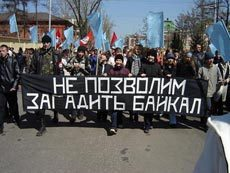 НЕ ПОЗВОЛИМ
ЗАГАДИТЬ БАЙКАЛ